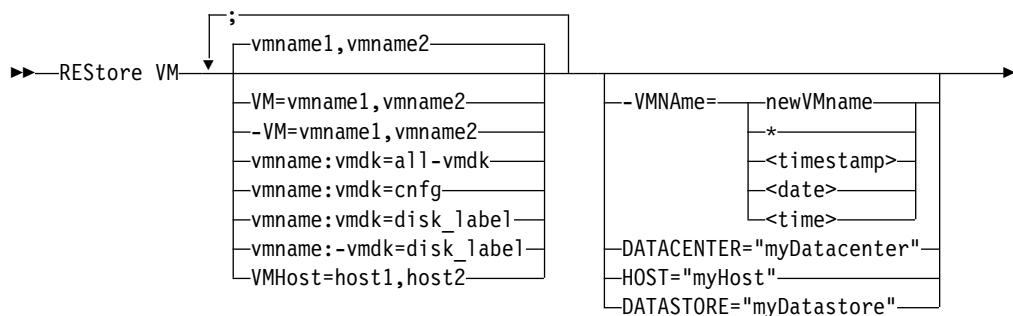 ;
vmname1,vmname2
REStore VM
VM=vmname1,vmname2
-VMNAme= newVMname
-VM=vmname1,vmname2
*
vmname:vmdk=all-vmdk
<timestamp>
vmname:vmdk=cnfg
<date>
vmname:vmdk=disk_label
<time>
vmname:-vmdk=disk_label
DATACENTER="myDatacenter"
VMHost=host1,host2
HOST="myHost"
DATASTORE="myDatastore"